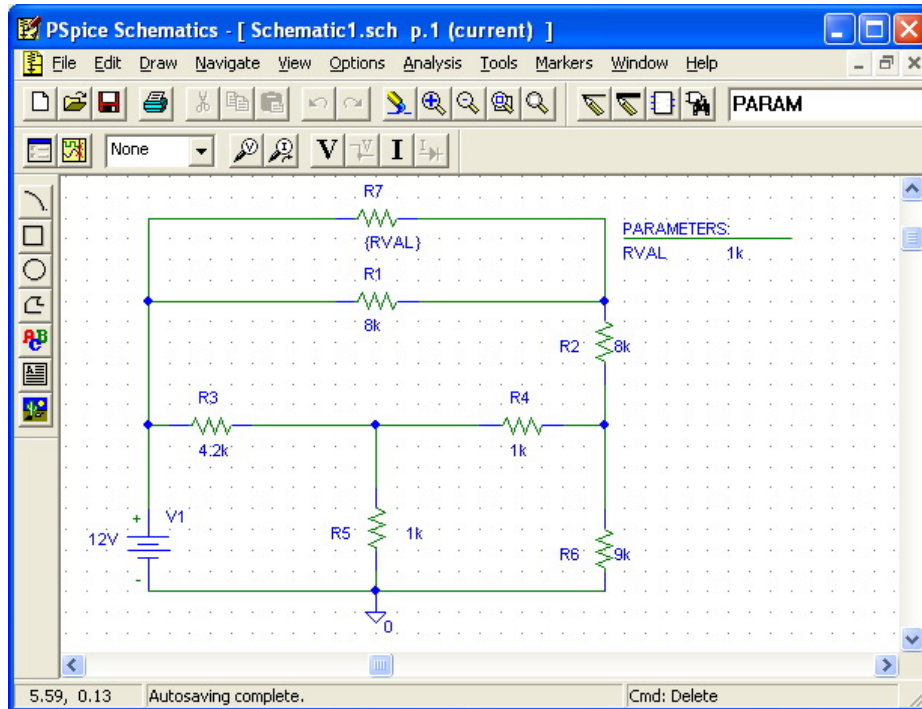 PSpice Schematics - [ Schematic1.sch p.1 (current) ]
File Edit Draw Navigate View Options Analysis Tools Markers Window Help
PARAM
None V I
R7
{RVAL}
PARAMETERS:
RVAL 1k
R1
8k
R2 8k
R3
4.2k
R4
1k
V1
+
12V
-
R5 1k
R6 9k
0
ABC
5.59, 0.13 Autosaving complete. Cmd: Delete